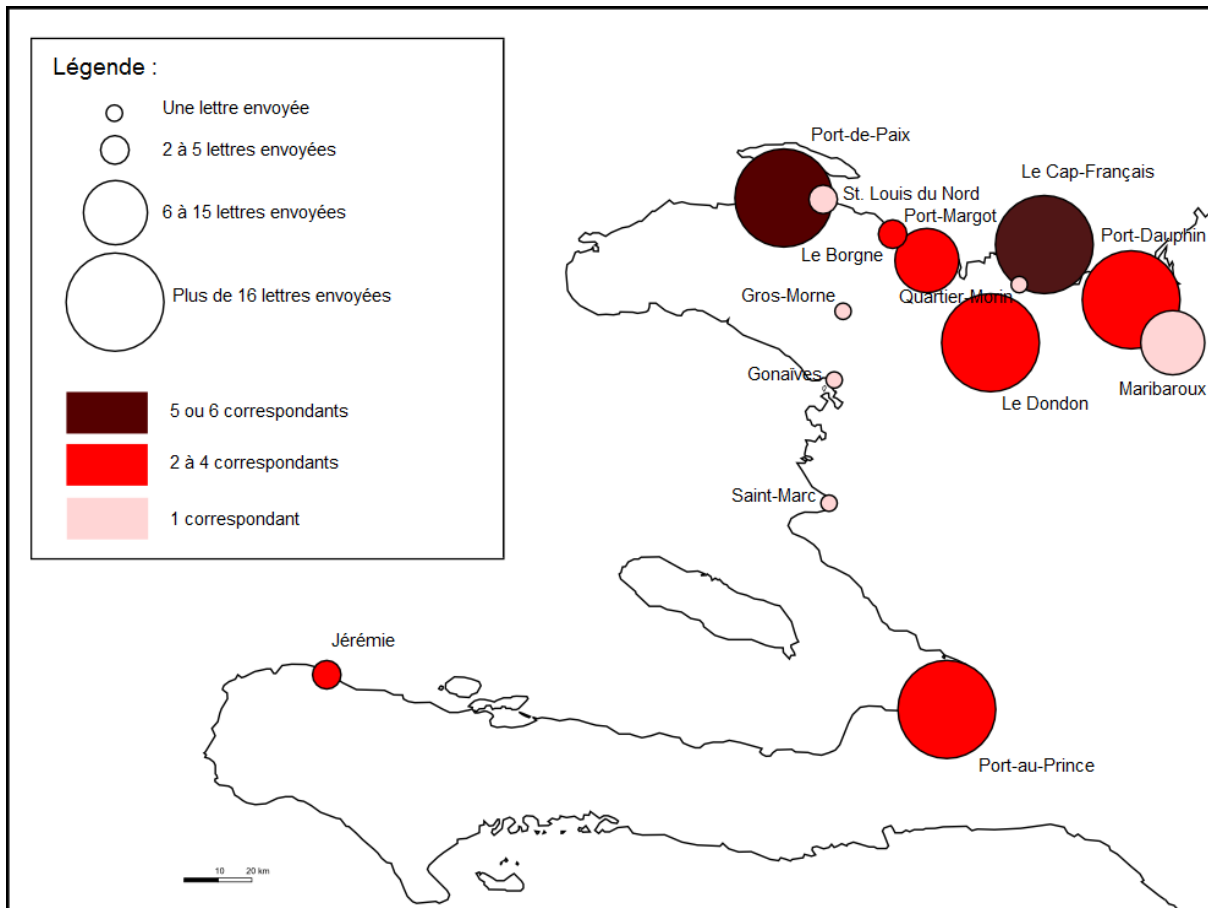 Légende :
Une lettre envoyée
2 à 5 lettres envoyées
6 à 15 lettres envoyées
Plus de 16 lettres envoyées
5 ou 6 correspondants
2 à 4 correspondants
1 correspondant
Port-de-Paix
Le Cap-Français
St. Louis du Nord
Port-Margot
Port-Dauphin
Le Borgne
Gros-Morne
Quartier-Morin
Gonaïves
Le Dondon
Maribaroux
Saint-Marc
Jérémie
Port-au-Prince
10 20 km